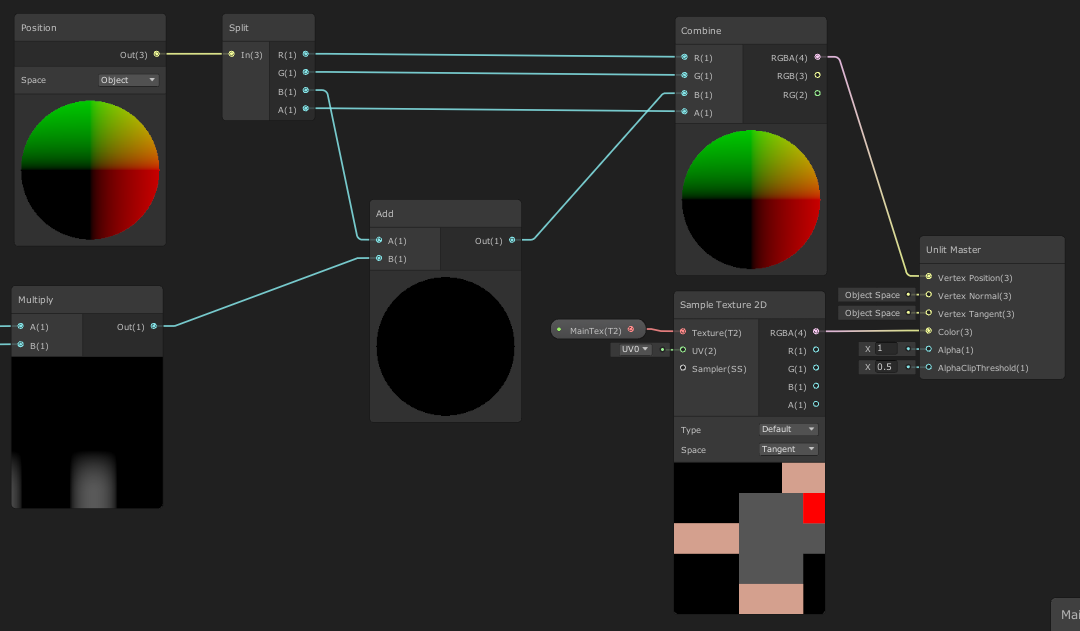 Position
Out(3)
Space Object
Split
In(3) R(1)
G(1)
B(1)
A(1)
Combine
R(1) RGBA(4)
G(1) RGB(3)
B(1) RG(2)
A(1)
Add
A(1) Out(1)
B(1)
Multiply
A(1) Out(1)
B(1)
MainTex(T2)
UV0
Sample Texture 2D
Texture(T2) RGBA(4)
UV(2) R(1)
Sampler(SS) G(1)
B(1)
A(1)
Type Default
Space Tangent
Unlit Master
Vertex Position(3)
Object Space Vertex Normal(3)
Object Space Vertex Tangent(3)
Color(3)
X 1 Alpha(1)
X 0.5 AlphaClipThreshold(1)
Mai